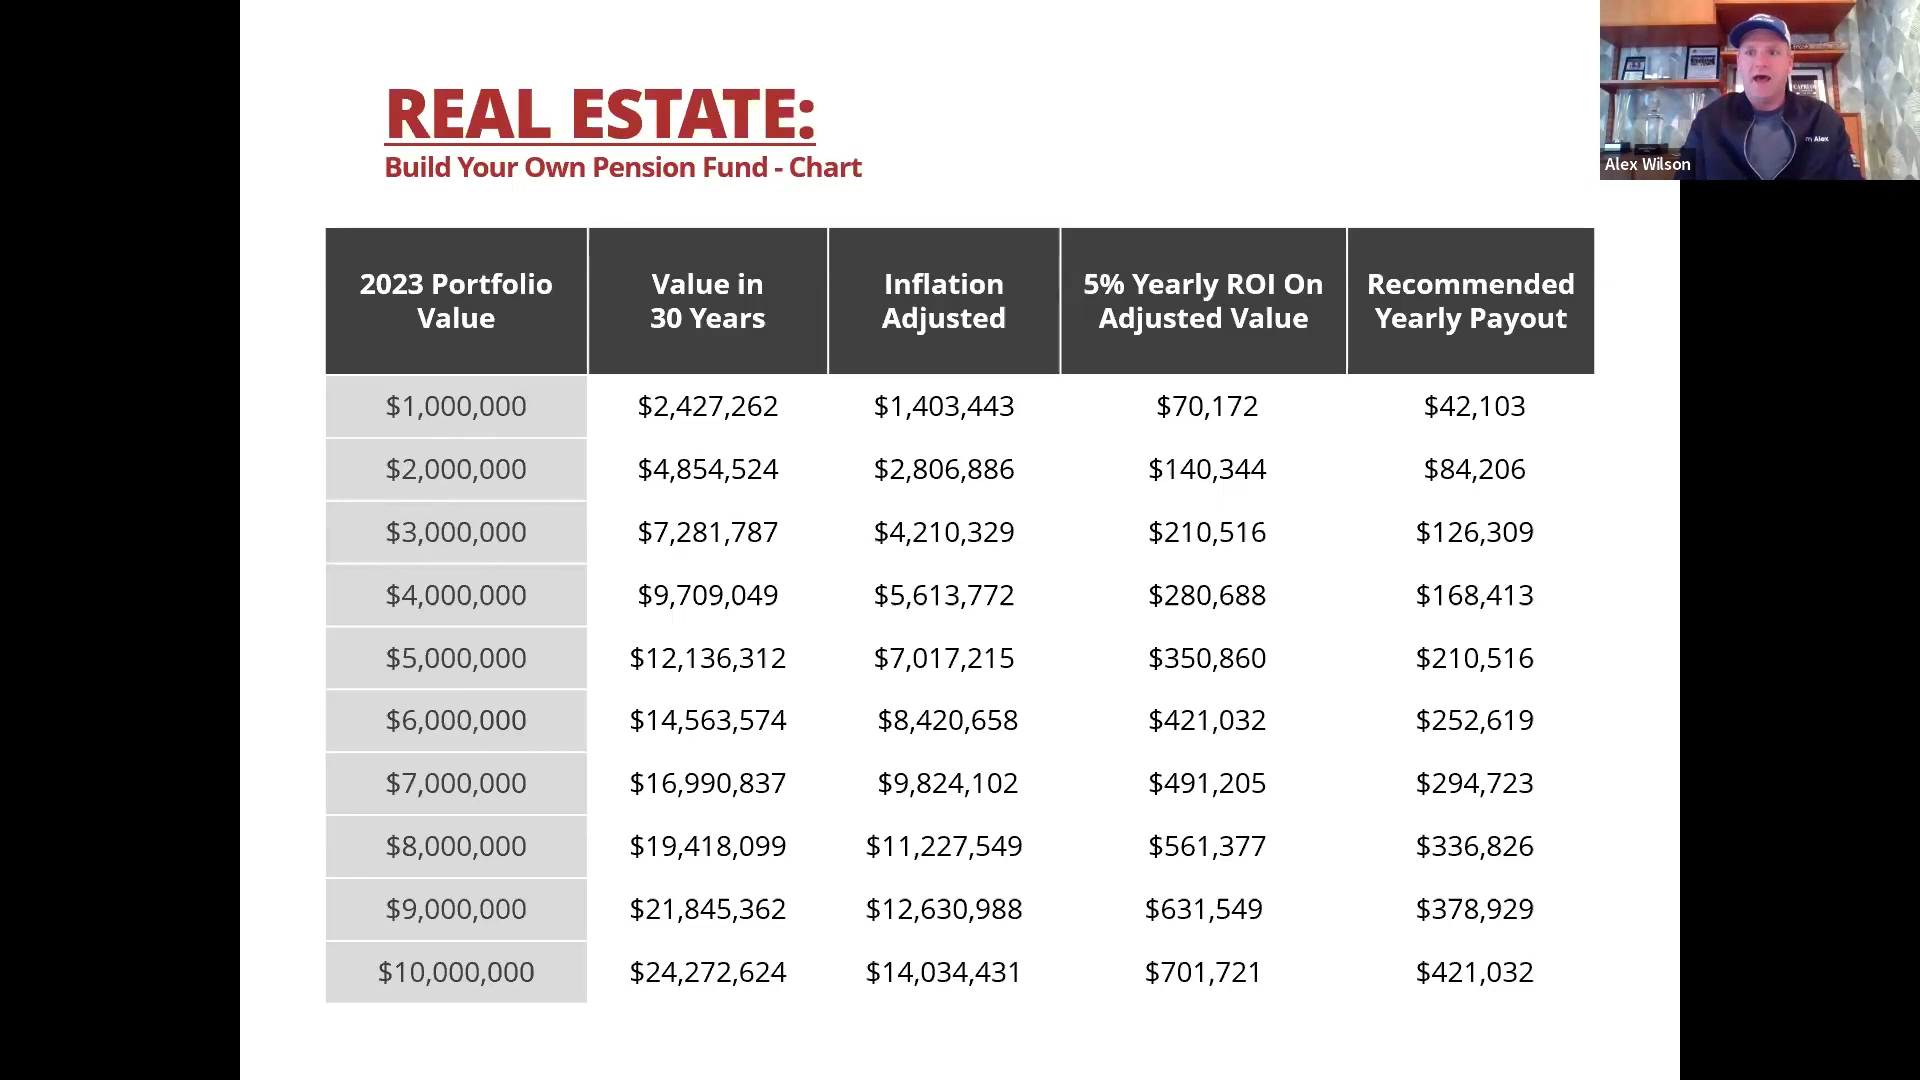 REAL ESTATE:
Build Your Own Pension Fund - Chart
Alex Wilson
m Alex
2023 Portfolio Value
Value in 30 Years
Inflation Adjusted
5% Yearly ROI On Adjusted Value
Recommended Yearly Payout
$1,000,000 $2,427,262 $1,403,443 $70,172 $42,103
$2,000,000 $4,854,524 $2,806,886 $140,344 $84,206
$3,000,000 $7,281,787 $4,210,329 $210,516 $126,309
$4,000,000 $9,709,049 $5,613,772 $280,688 $168,413
$5,000,000 $12,136,312 $7,017,215 $350,860 $210,516
$6,000,000 $14,563,574 $8,420,658 $421,032 $252,619
$7,000,000 $16,990,837 $9,824,102 $491,205 $294,723
$8,000,000 $19,418,099 $11,227,549 $561,377 $336,826
$9,000,000 $21,845,362 $12,630,988 $631,549 $378,929
$10,000,000 $24,272,624 $14,034,431 $701,721 $421,032